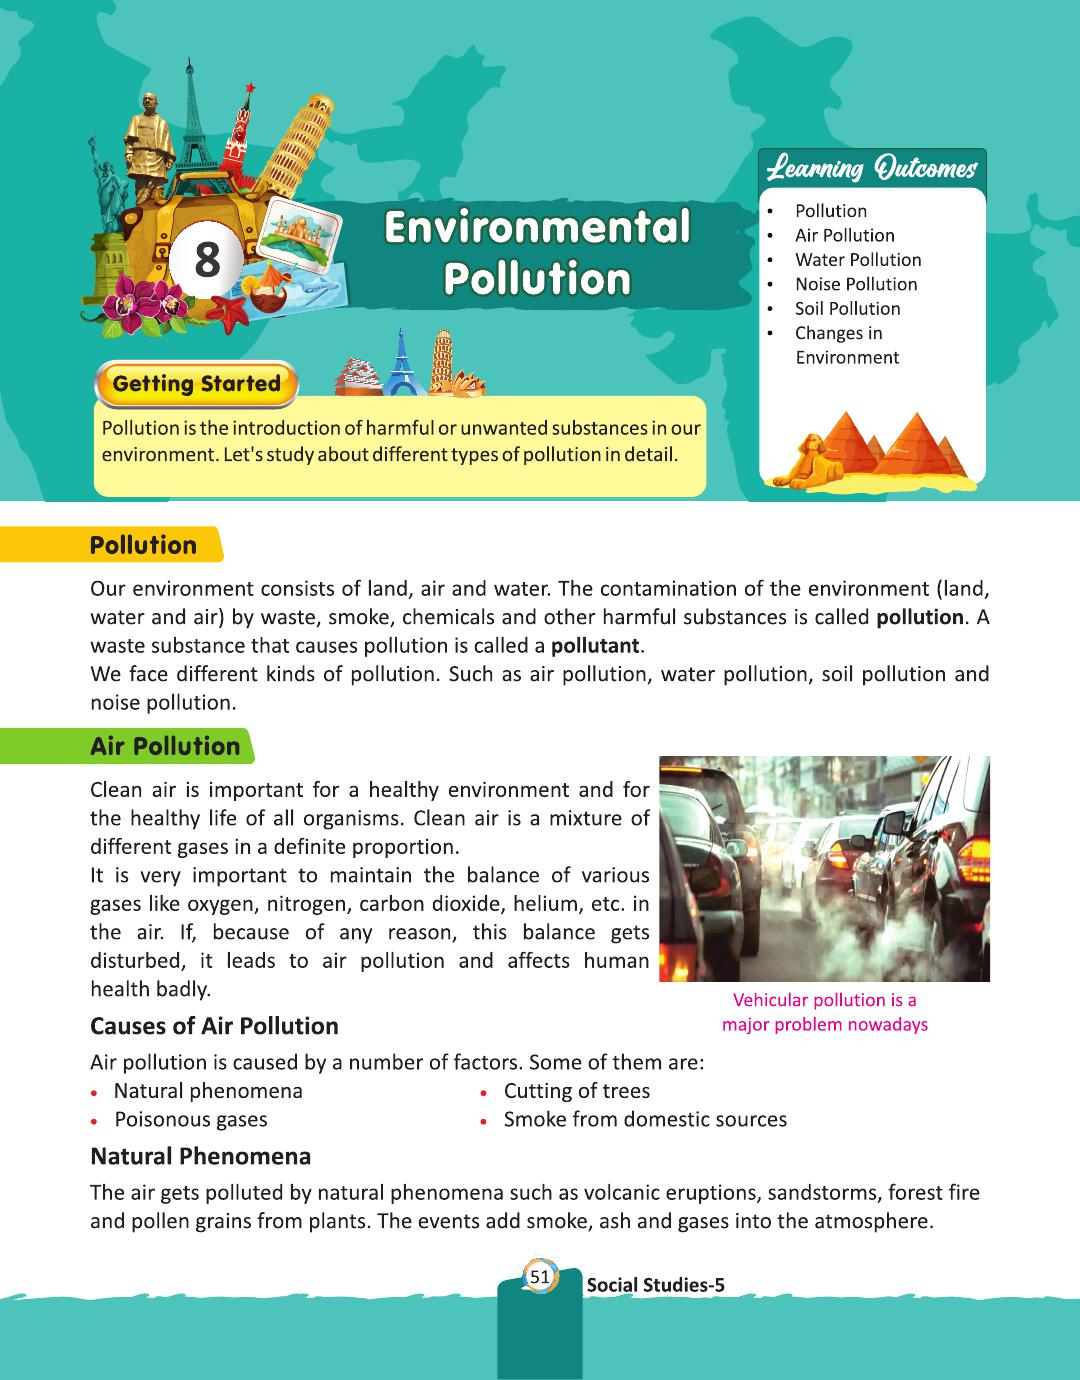 8
Environmental
Pollution
Learning Outcomes
• Pollution
• Air Pollution
• Water Pollution
• Noise Pollution
• Soil Pollution
• Changes in
Environment
Getting Started
Pollution is the introduction of harmful or unwanted substances in our
environment. Let's study about different types of pollution in detail.
Pollution
Our environment consists of land, air and water. The contamination of the environment (land,
water and air) by waste, smoke, chemicals and other harmful substances is called pollution. A
waste substance that causes pollution is called a pollutant.
We face different kinds of pollution. Such as air pollution, water pollution, soil pollution and
noise pollution.
Air Pollution
Clean air is important for a healthy environment and for
the healthy life of all organisms. Clean air is a mixture of
different gases in a definite proportion.
It is very important to maintain the balance of various
gases like oxygen, nitrogen, carbon dioxide, helium, etc. in
the air. If, because of any reason, this balance gets
disturbed, it leads to air pollution and affects human
health badly.
Vehicular pollution is a
major problem nowadays
Causes of Air Pollution
Air pollution is caused by a number of factors. Some of them are:
• Natural phenomena
• Cutting of trees
• Poisonous gases
• Smoke from domestic sources
Natural Phenomena
The air gets polluted by natural phenomena such as volcanic eruptions, sandstorms, forest fire
and pollen grains from plants. The events add smoke, ash and gases into the atmosphere.
51
Social Studies-5